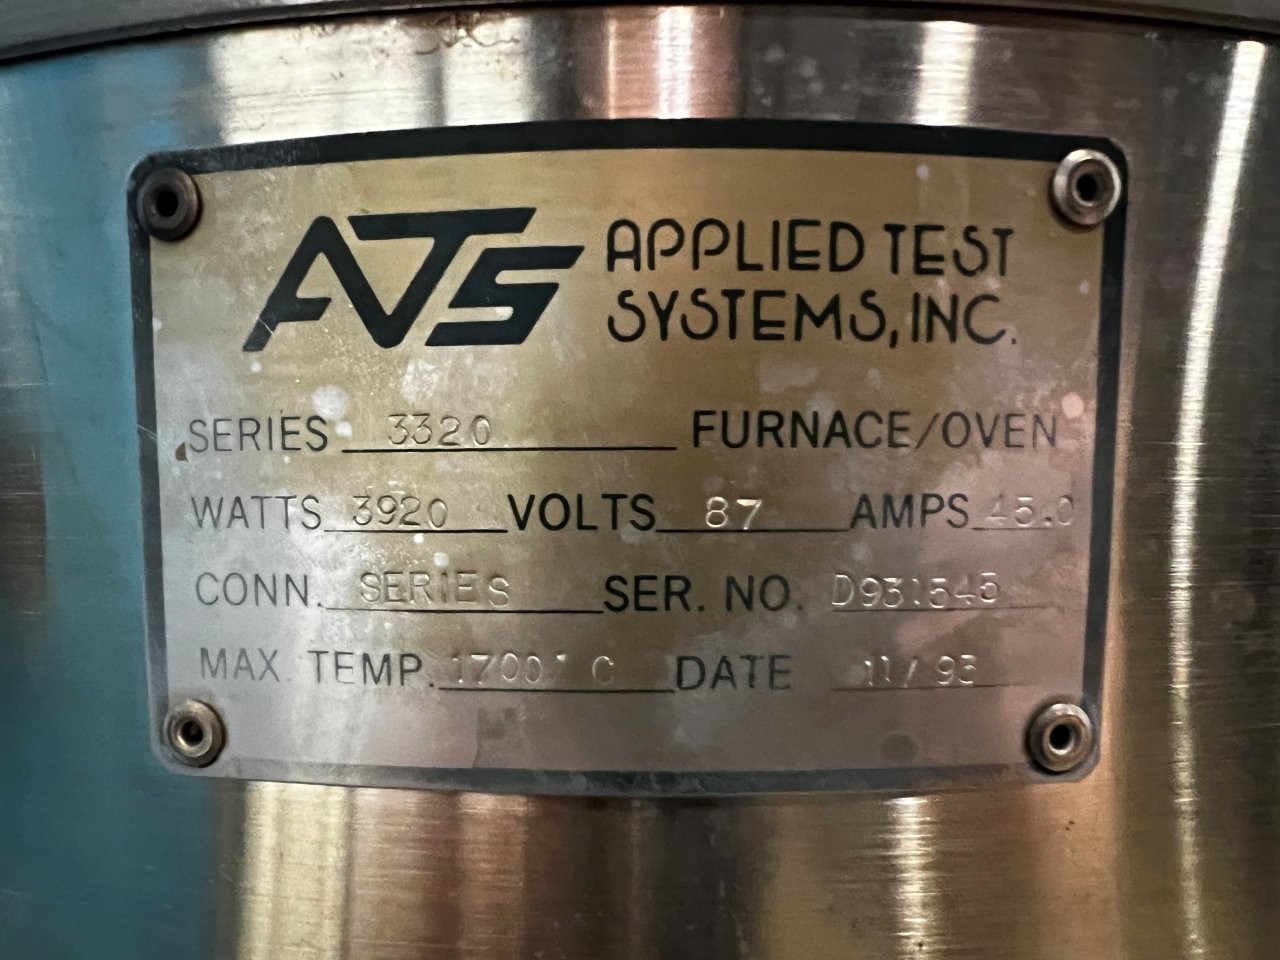 ATS APPLIED TEST
SYSTEMS, INC.
SERIES 3320 FURNACE/OVEN
WATTS 3920 VOLTS 87 AMPS 45.0
CONN. SERIES SER. NO. D931545
MAX. TEMP. 1700°C DATE 11/93